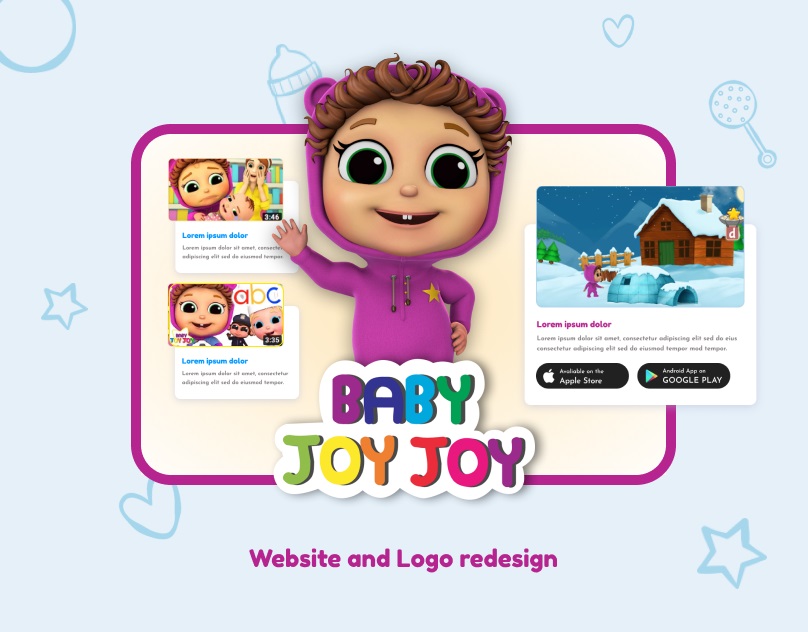 3:46
Lorem ipsum dolor
Lorem ipsum dolor sit amet, consectetur
adipiscing elit sed do eiusmod tempor.
abc
BABY
JOY JOY
3:35
Lorem ipsum dolor
Lorem ipsum dolor sit amet, consectetur
adipiscing elit sed do eiusmod tempor.
d
Lorem ipsum dolor
Lorem ipsum dolor sit amet, consectetur adipiscing elit sed do eius
consectetur adipiscing elit sed do eiusmod tempor mod tempor.
Available on the
Apple Store
Android App on
GOOGLE PLAY
BABY
JOY JOY
Website and Logo redesign